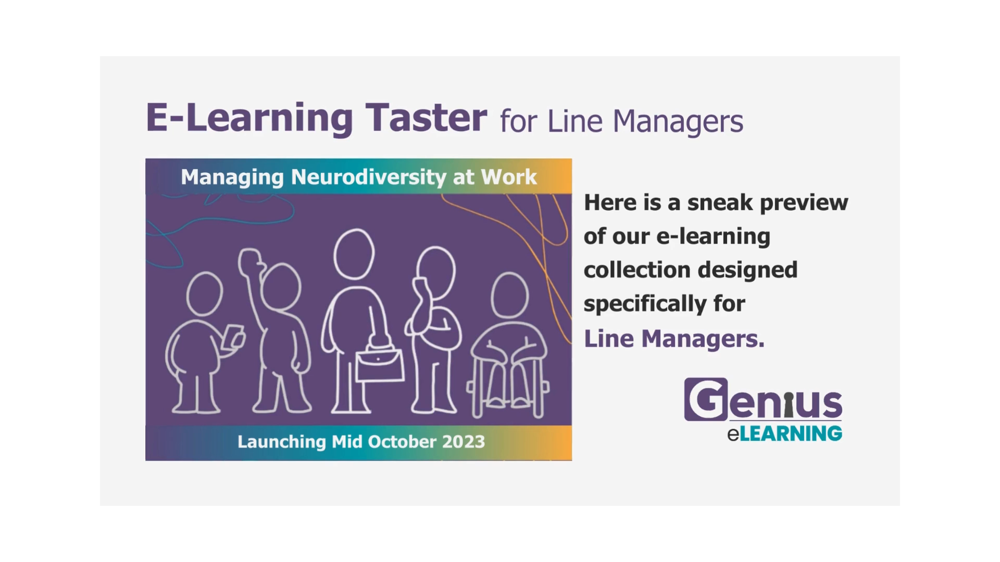 E-Learning Taster for Line Managers
Managing Neurodiversity at Work
Launching Mid October 2023
Here is a sneak preview
of our e-learning
collection designed
specifically for
Line Managers.
Genius
eLEARNING